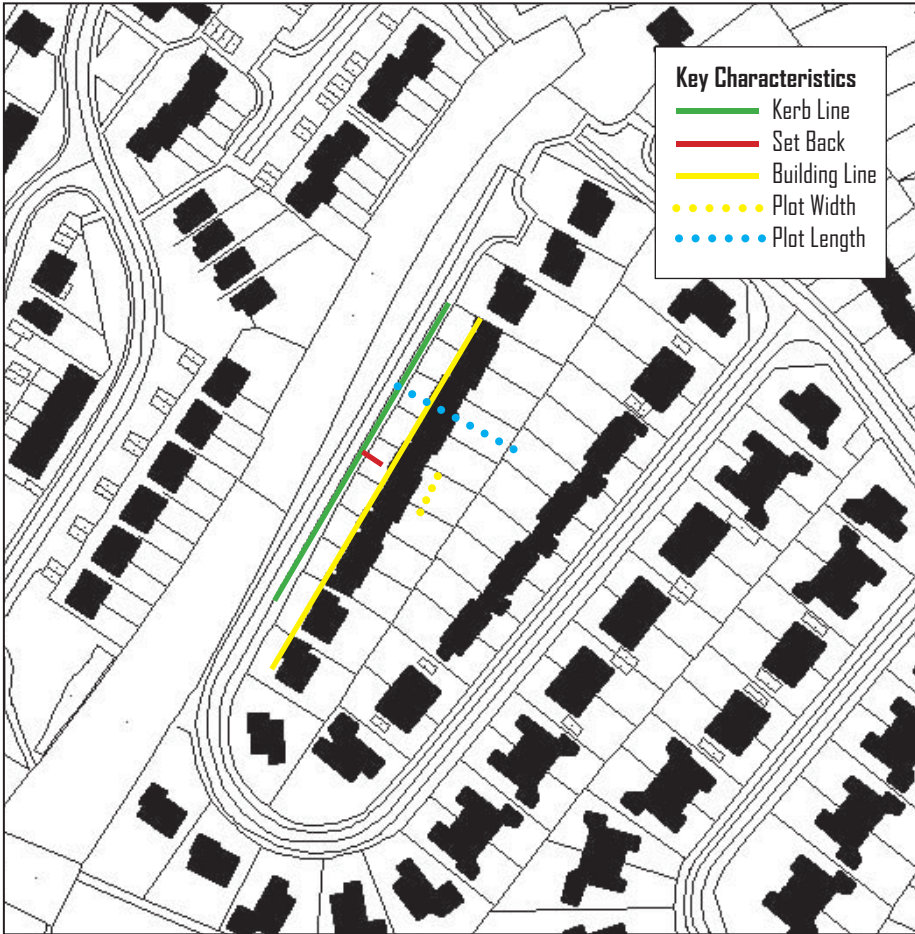 Key Characteristics
Kerb Line
Set Back
Building Line
Plot Width
Plot Length